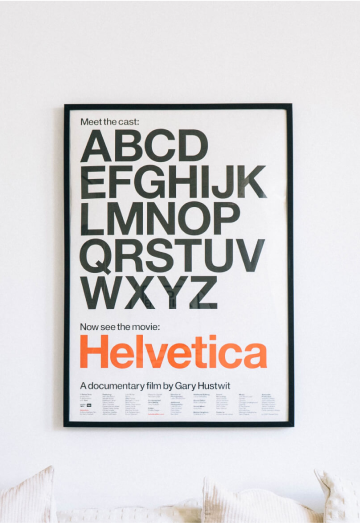 Meet the cast:
ABCD
EFGHIJK
LMNOP
QRSTUV
WXYZ
Now see the movie:
Helvetica
A documentary film by Gary Hustwit